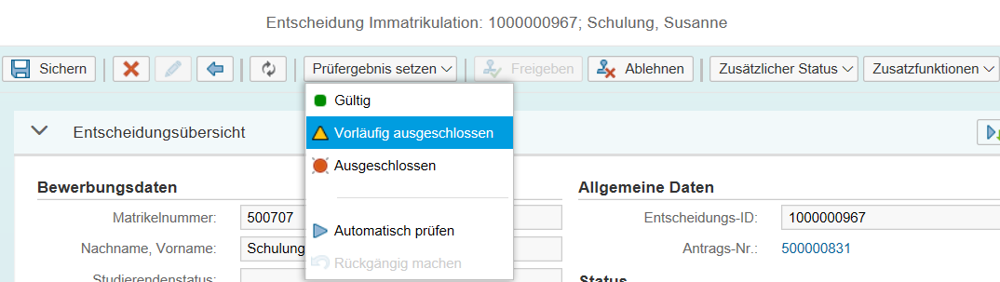 Entscheidung Immatrikulation: 1000000967; Schulung, Susanne
Sichern
Prüfergebnis setzen
Freigeben
Ablehnen
Zusätzlicher Status
Zusatzfunktionen
Gültig
Vorläufig ausgeschlossen
Ausgeschlossen
Automatisch prüfen
Rückgängig machen
Entscheidungsübersicht
Bewerbungsdaten
Matrikelnummer: 500707
Nachname, Vorname: Schulung
Studierendenstatus:
Allgemeine Daten
Entscheidungs-ID: 1000000967
Antrags-Nr.: 500000831
Status